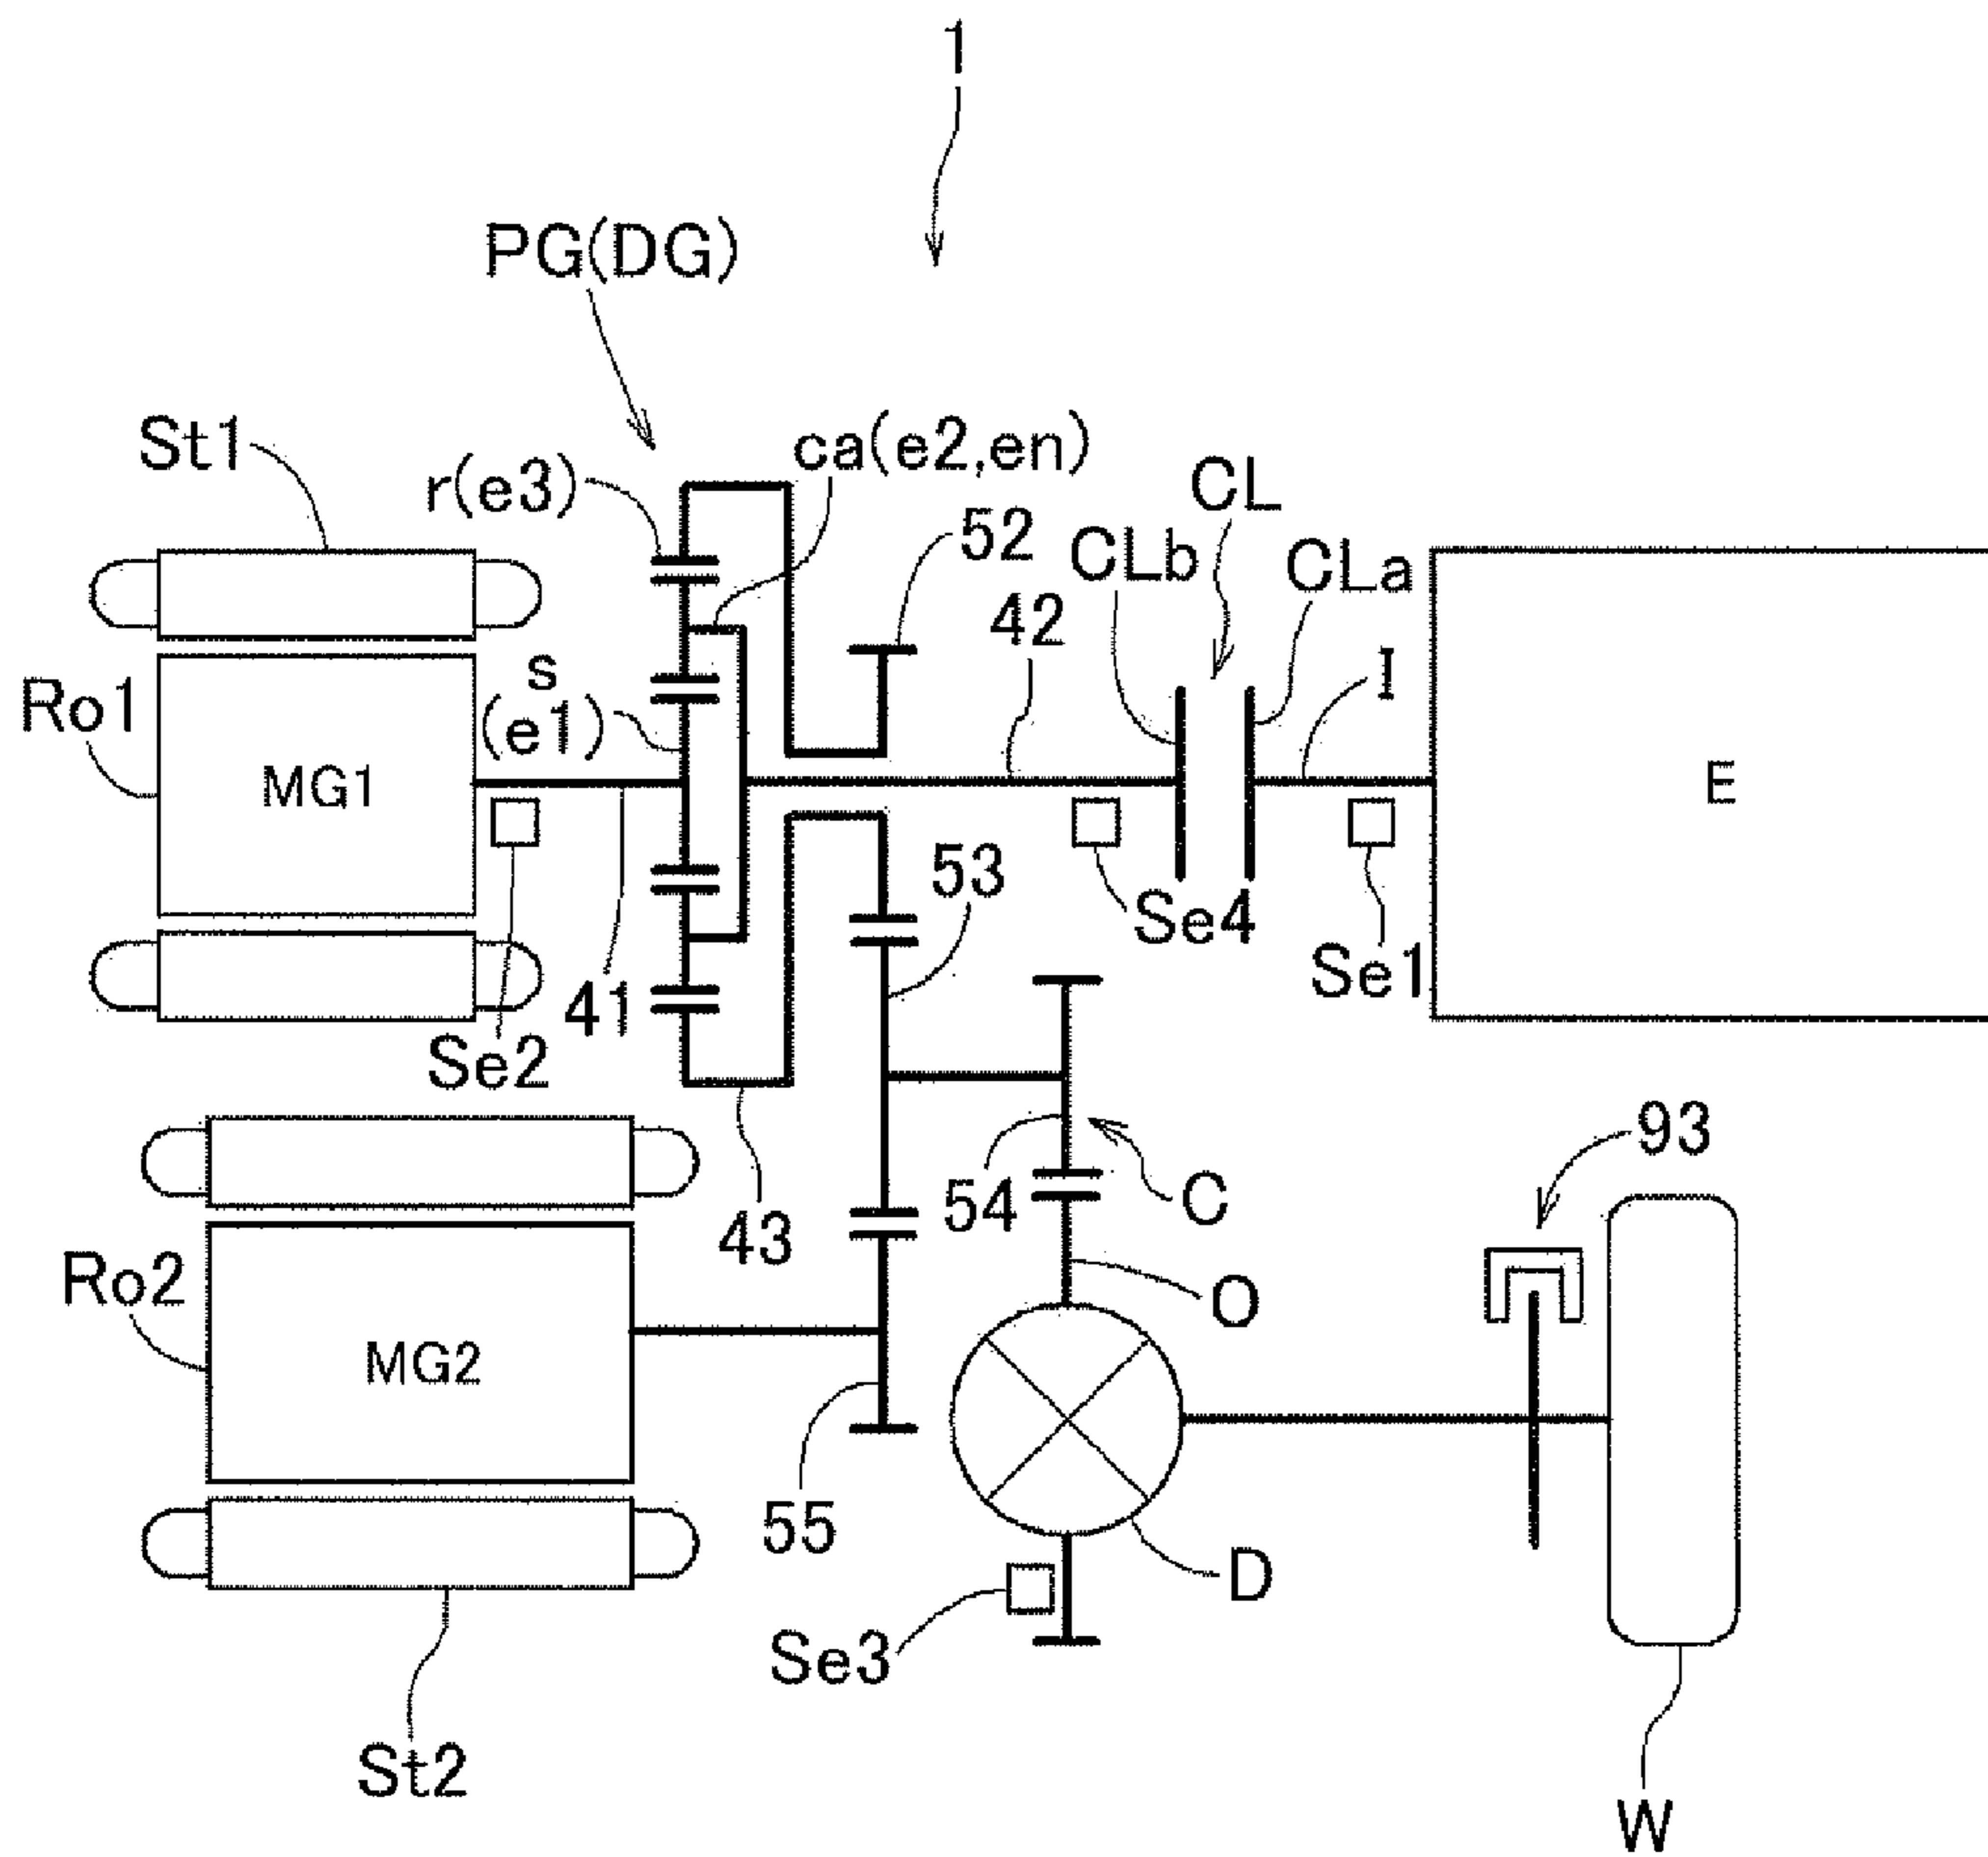 1
PG(DG)
St1
r(e3)
ca(e2,en)
CL
52
CLb
CLa
42
I
Ro1
s
(e1)
MG1
E
53
Se4
Se1
41
Se2
93
54
C
43
Ro2
O
MG2
55
D
Se3
St2
W